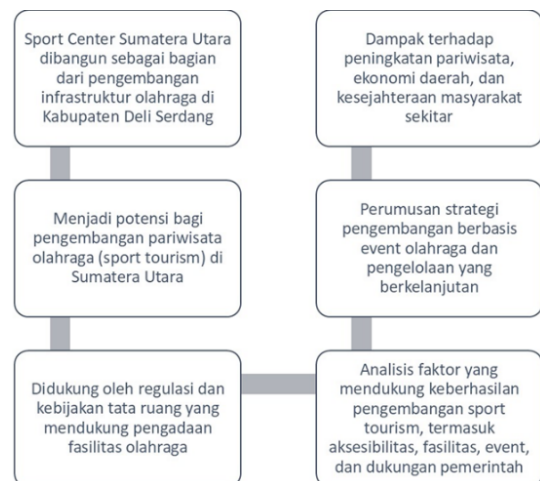 Sport Center Sumatera Utara
dibangun sebagai bagian
dari pengembangan
infrastruktur olahraga di
Kabupaten Deli Serdang
Menjadi potensi bagi
pengembangan pariwisata
olahraga (sport tourism) di
Sumatera Utara
Didukung oleh regulasi dan
kebijakan tata ruang yang
mendukung pengadaan
fasilitas olahraga
Analisis faktor yang
mendukung keberhasilan
pengembangan sport
tourism, termasuk
aksesibilitas, fasilitas, event,
dan dukungan pemerintah
Perumusan strategi
pengembangan berbasis
event olahraga dan
pengelolaan yang
berkelanjutan
Dampak terhadap
peningkatan pariwisata,
ekonomi daerah, dan
kesejahteraan masyarakat
sekitar